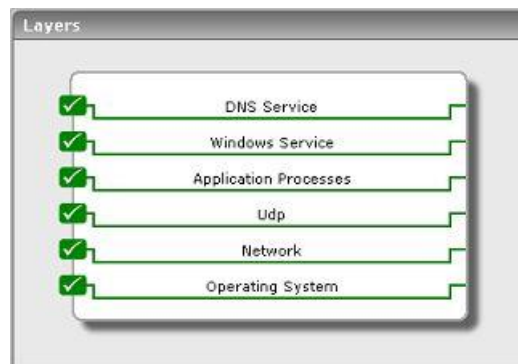 Layers
DNS Service
Windows Service
Application Processes
Udp
Network
Operating System